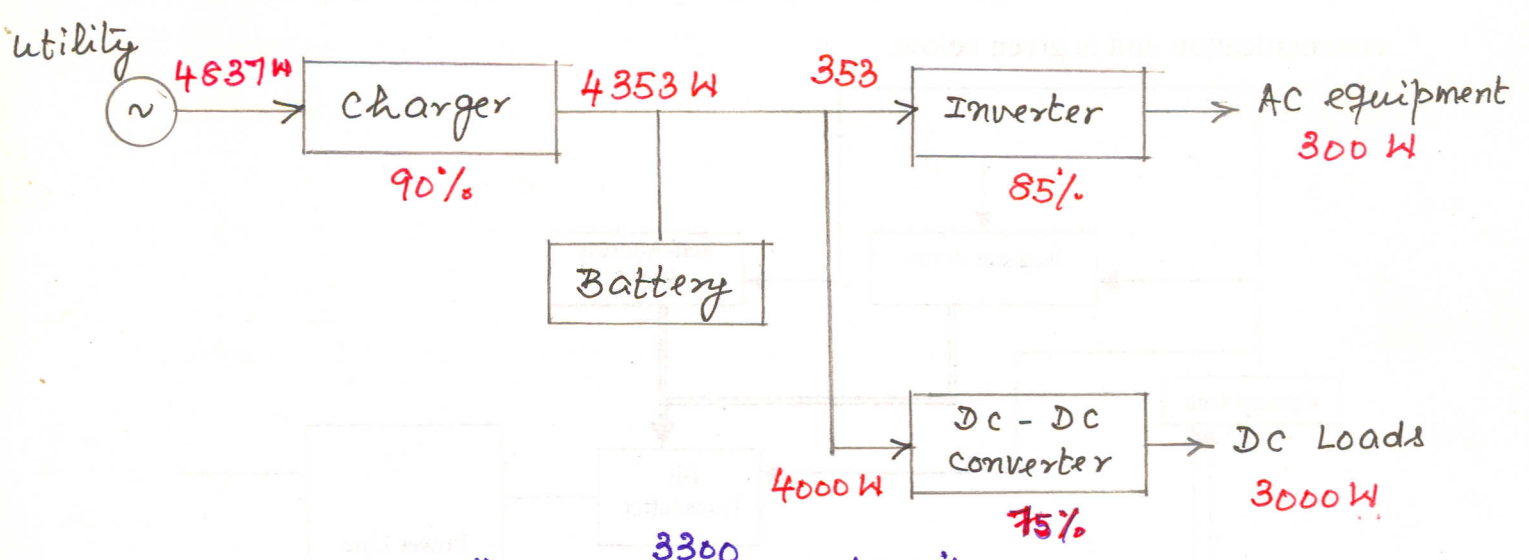 utility
4837 W
4353 W
353
Charger
Inverter
AC equipment
300 W
90%
85%
Battery
DC - DC
converter
DC Loads
4000 W
3000 W
75%
3300